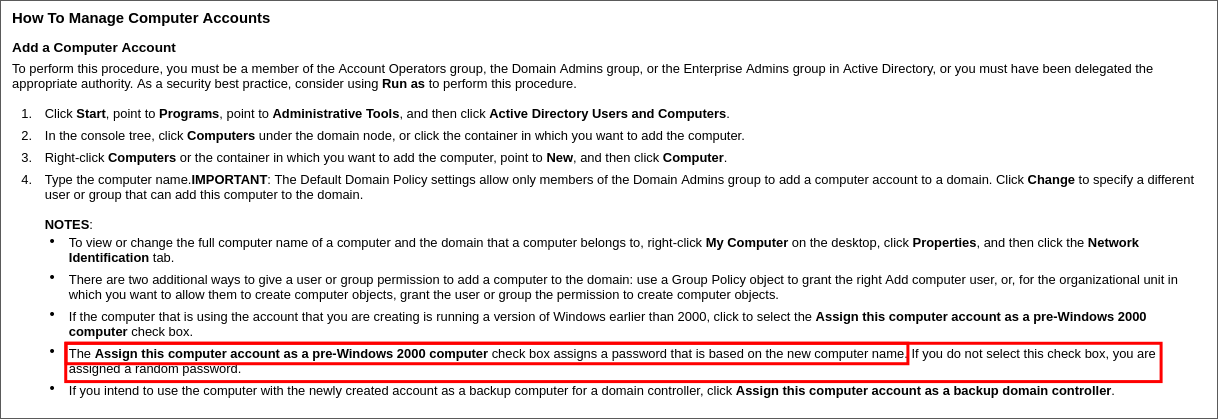 How To Manage Computer Accounts
Add a Computer Account
To perform this procedure, you must be a member of the Account Operators group, the Domain Admins group, or the Enterprise Admins group in Active Directory, or you must have been delegated the
appropriate authority. As a security best practice, consider using Run as to perform this procedure.
1. Click Start, point to Programs, point to Administrative Tools, and then click Active Directory Users and Computers.
2. In the console tree, click Computers under the domain node, or click the container in which you want to add the computer.
3. Right-click Computers or the container in which you want to add the computer, point to New, and then click Computer.
4. Type the computer name.IMPORTANT: The Default Domain Policy settings allow only members of the Domain Admins group to add a computer account to a domain. Click Change to specify a different
user or group that can add this computer to the domain.
NOTES:
• To view or change the full computer name of a computer and the domain that a computer belongs to, right-click My Computer on the desktop, click Properties, and then click the Network
Identification tab.
• There are two additional ways to give a user or group permission to add a computer to the domain: use a Group Policy object to grant the right Add computer user, or, for the organizational unit in
which you want to allow them to create computer objects, grant the user or group the permission to create computer objects.
• If the computer that is using the account that you are creating is running a version of Windows earlier than 2000, click to select the Assign this computer account as a pre-Windows 2000
computer check box.
• The Assign this computer account as a pre-Windows 2000 computer check box assigns a password that is based on the new computer name. If you do not select this check box, you are
assigned a random password.
• If you intend to use the computer with the newly created account as a backup computer for a domain controller, click Assign this computer account as a backup domain controller.